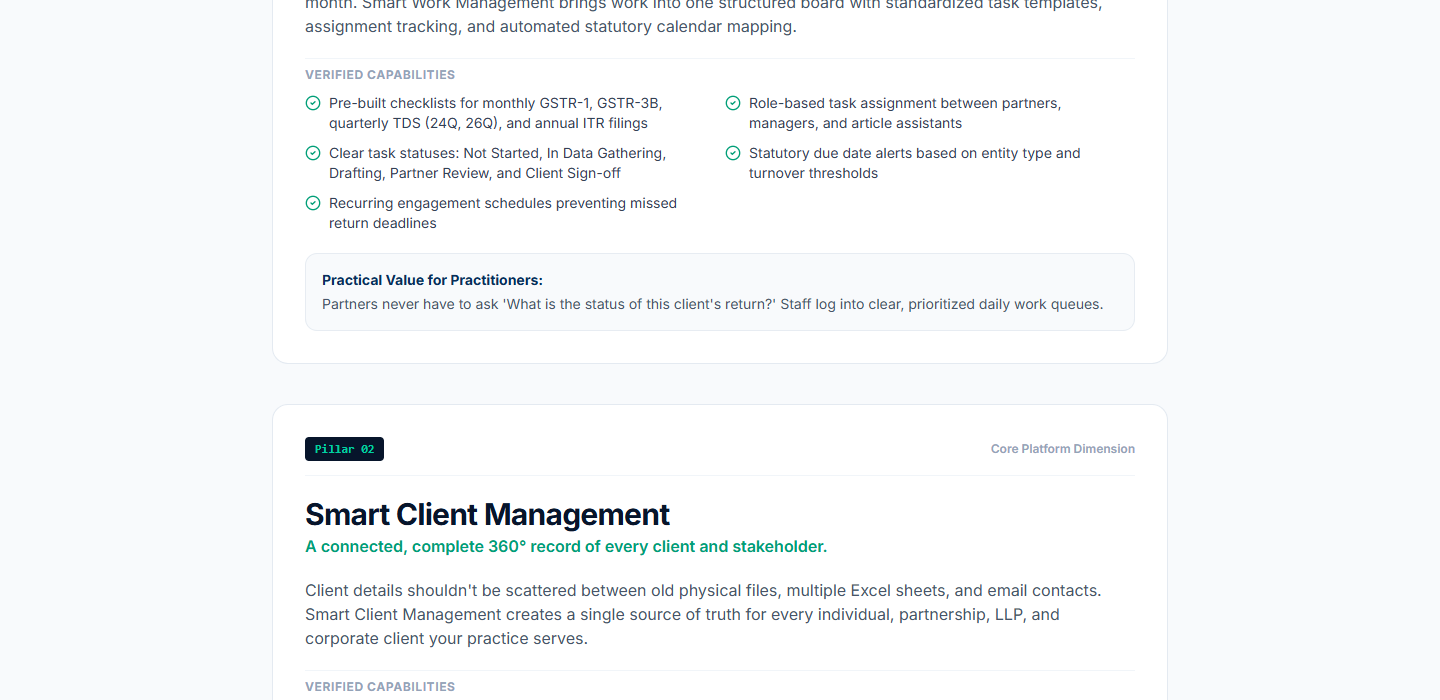 month. Smart Work Management brings work into one structured board with standardized task templates,
assignment tracking, and automated statutory calendar mapping.
VERIFIED CAPABILITIES
Pre-built checklists for monthly GSTR-1, GSTR-3B,
quarterly TDS (24Q, 26Q), and annual ITR filings
Role-based task assignment between partners,
managers, and article assistants
Clear task statuses: Not Started, In Data Gathering,
Drafting, Partner Review, and Client Sign-off
Statutory due date alerts based on entity type and
turnover thresholds
Recurring engagement schedules preventing missed
return deadlines
Practical Value for Practitioners:
Partners never have to ask 'What is the status of this client's return?' Staff log into clear, prioritized daily work queues.
Pillar 02
Core Platform Dimension
Smart Client Management
A connected, complete 360° record of every client and stakeholder.
Client details shouldn't be scattered between old physical files, multiple Excel sheets, and email contacts.
Smart Client Management creates a single source of truth for every individual, partnership, LLP, and
corporate client your practice serves.
VERIFIED CAPABILITIES